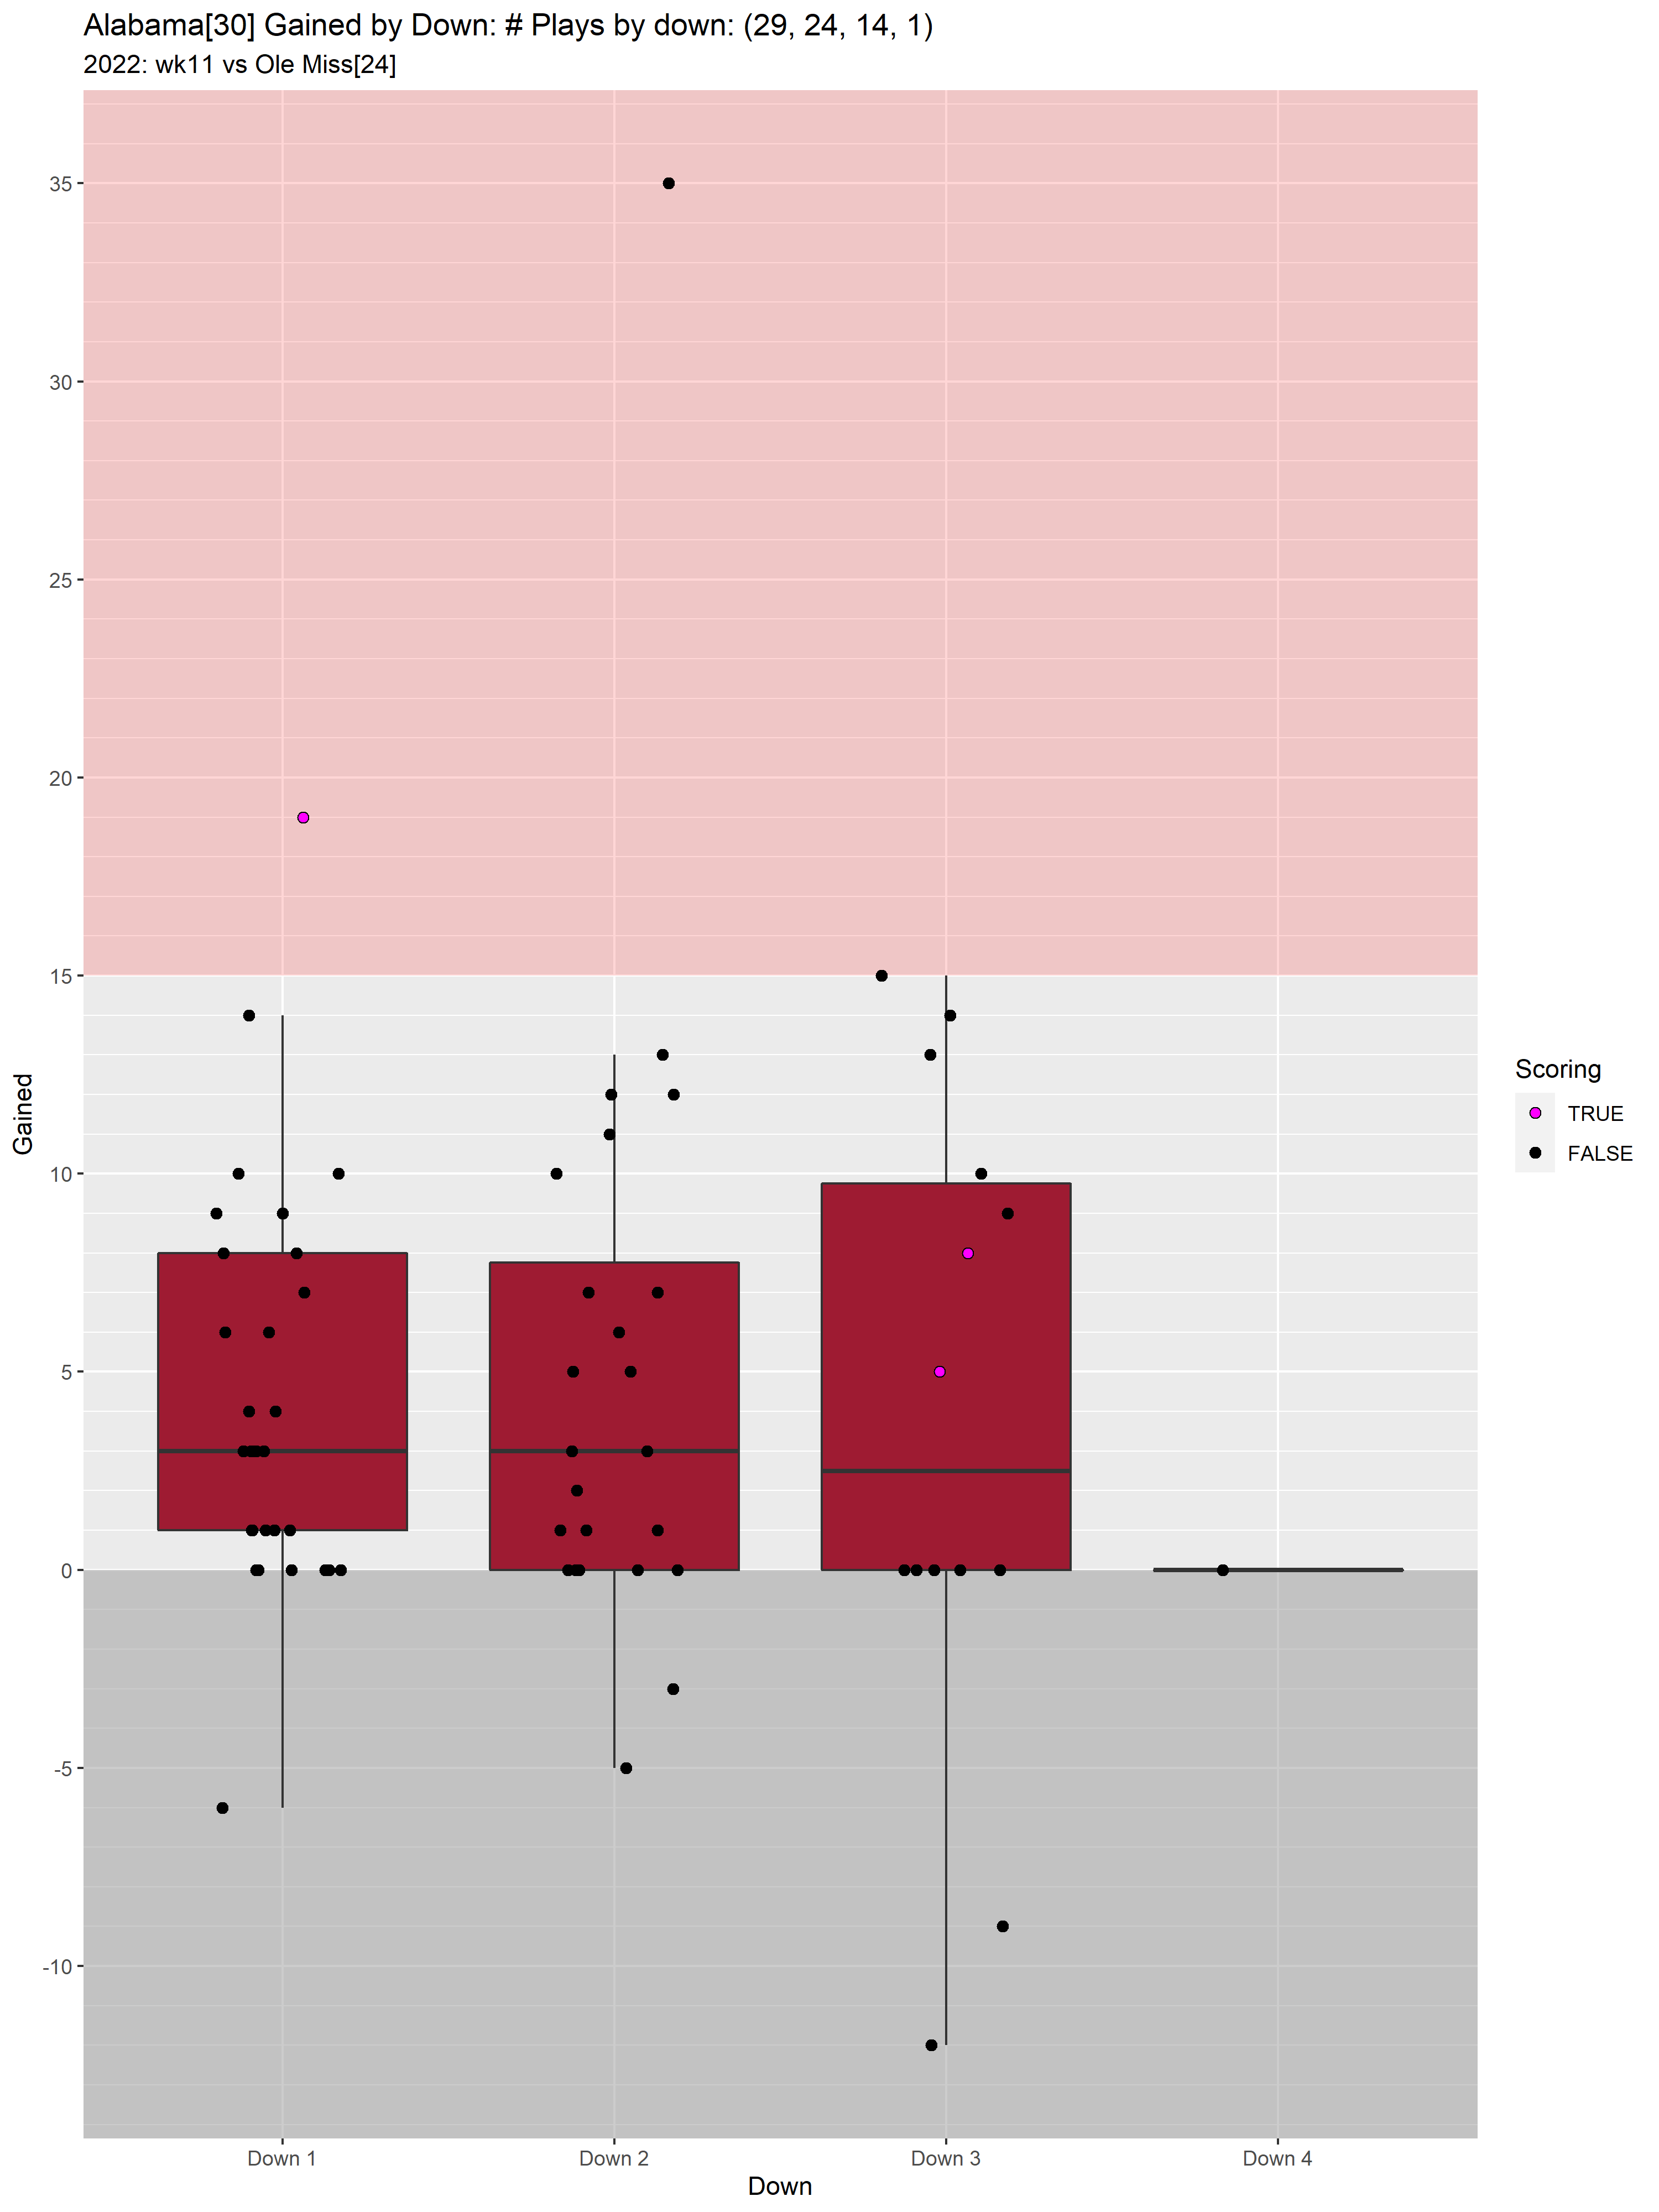 Alabama[30] Gained by Down: # Plays by down: (29, 24, 14, 1)
2022: wk11 vs Ole Miss[24]
35
30
25
20
15
10
5
0
-5
-10
Gained
Down 1
Down 2
Down 3
Down 4
Down
Scoring
TRUE
FALSE